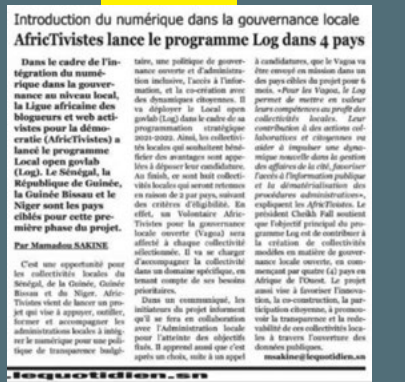 Introduction du numérique dans la gouvernance locale
AfricTivistes lance le programme Log dans 4 pays
Dans le cadre de l'in-
tégration du numé-
rique dans la gouver-
nance au niveau local,
la Ligue africaine des
blogueurs et web acti-
vistes pour la démo-
cratie (AfricTivistes) a
lancé le programme
Local open govlab
(Log). Le Sénégal, la
République de Guinée,
la Guinée Bissau et le
Niger sont les pays
ciblés pour cette pre-
mière phase du projet.
Par Mamadou SAKINE
C'est une opportunité pour
les collectivités locales du
Sénégal, de la Guinée, Guinée
Bissau et du Niger. Afric-
Tivistes vient de lancer un pro-
jet qui vise à appuyer, outiller,
former et accompagner les
administrations locales à inté-
grer le numérique pour une poli-
tique de transparence budgé-
taire, une politique de gouver-
nance ouverte et d'administra-
tion inclusive, l'accès à l'infor-
mation, et la co-création avec
des dynamiques citoyennes. Il
va déployer le Local open
govlab (Log) dans le cadre de sa
programmation stratégique
2021-2022. Ainsi, les collectivi-
tés locales qui souhaitent béné-
ficier des avantages sont appe-
lées à déposer leur candidature.
Au finish, ce sont huit collecti-
vités locales qui seront retenues
en raison de 2 par pays, suivant
des critères d'éligibilité. En
effet, un Volontaire Afric-
Tivistes pour la gouvernance
locale ouverte (Vagoa) sera
affecté à chaque collectivité
sélectionnée. Il va se charger
d'accompagner la collectivité
dans un domaine spécifique, en
tenant compte de ses besoins
prioritaires.
Dans un communiqué, les
initiateurs du projet informent
qu'il se fera en collaboration
avec l'Administration locale
pour l'atteinte des objectifs
fixés. Il apprend aussi que c'est
après un choix, suite à un appel
à candidatures, que le Vagoa va
être envoyé en mission dans un
des pays cibles du projet pour 6
mois. «Pour les Vagoa, le Log
permet de mettre en valeur
leurs compétences au profit des
collectivités locales. Leur
contribution à des actions col-
laboratives et citoyennes va
aider à impulser une dyna-
mique nouvelle dans la gestion
des affaires de la cité, favoriser
l'accès à l'information publique
et la dématérialisation des
procédures administratives»,
expliquent les AfricTivistes. Le
président Cheikh Fall soutient
que l'objectif principal du pro-
gramme Log est de contribuer à
la création de collectivités
modèles en matière de gouver-
nance locale ouverte, en com-
mençant par quatre (4) pays en
Afrique de l'Ouest. Le projet
aussi vise à favoriser l'innova-
tion, la co-construction, la par-
ticipation citoyenne, à promou-
voir la transparence et la rede-
vabilité de ces collectivités loca-
les à travers l'ouverture des
données publiques.
msakine@lequotidien.sn
lequotidien.sn